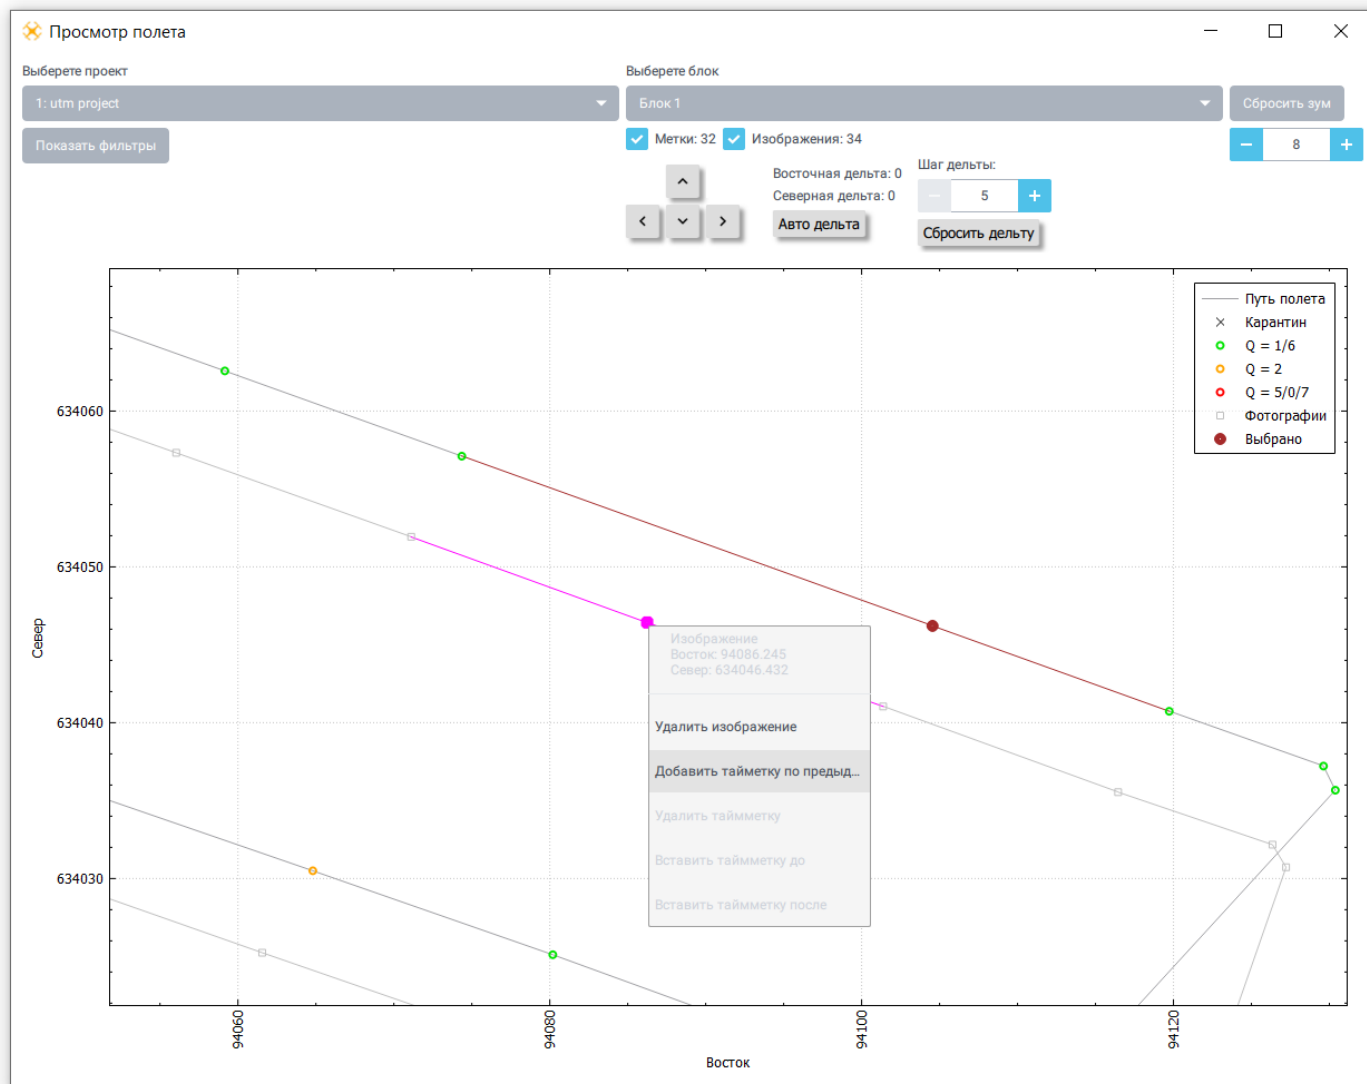 Просмотр полета
Выберете проект
Выберете блок
1: utm project
Блок 1
Сбросить зум
Показать фильтры
Метки: 32
Изображения: 34
8
Восточная дельта: 0
Шаг дельты:
Северная дельта: 0
5
Авто дельта
Сбросить дельту
Путь полета
Карантин
Q = 1/6
Q = 2
Q = 5/0/7
Фотографии
Выбрано
634060
634050
634040
634030
Север
Изображение
Восток: 94086.245
Север: 634046.432
Удалить изображение
Добавить тайметку по предыд...
Удалить таймметку
Вставить таймметку до
Вставить таймметку после
94060
94080
94100
94120
Восток